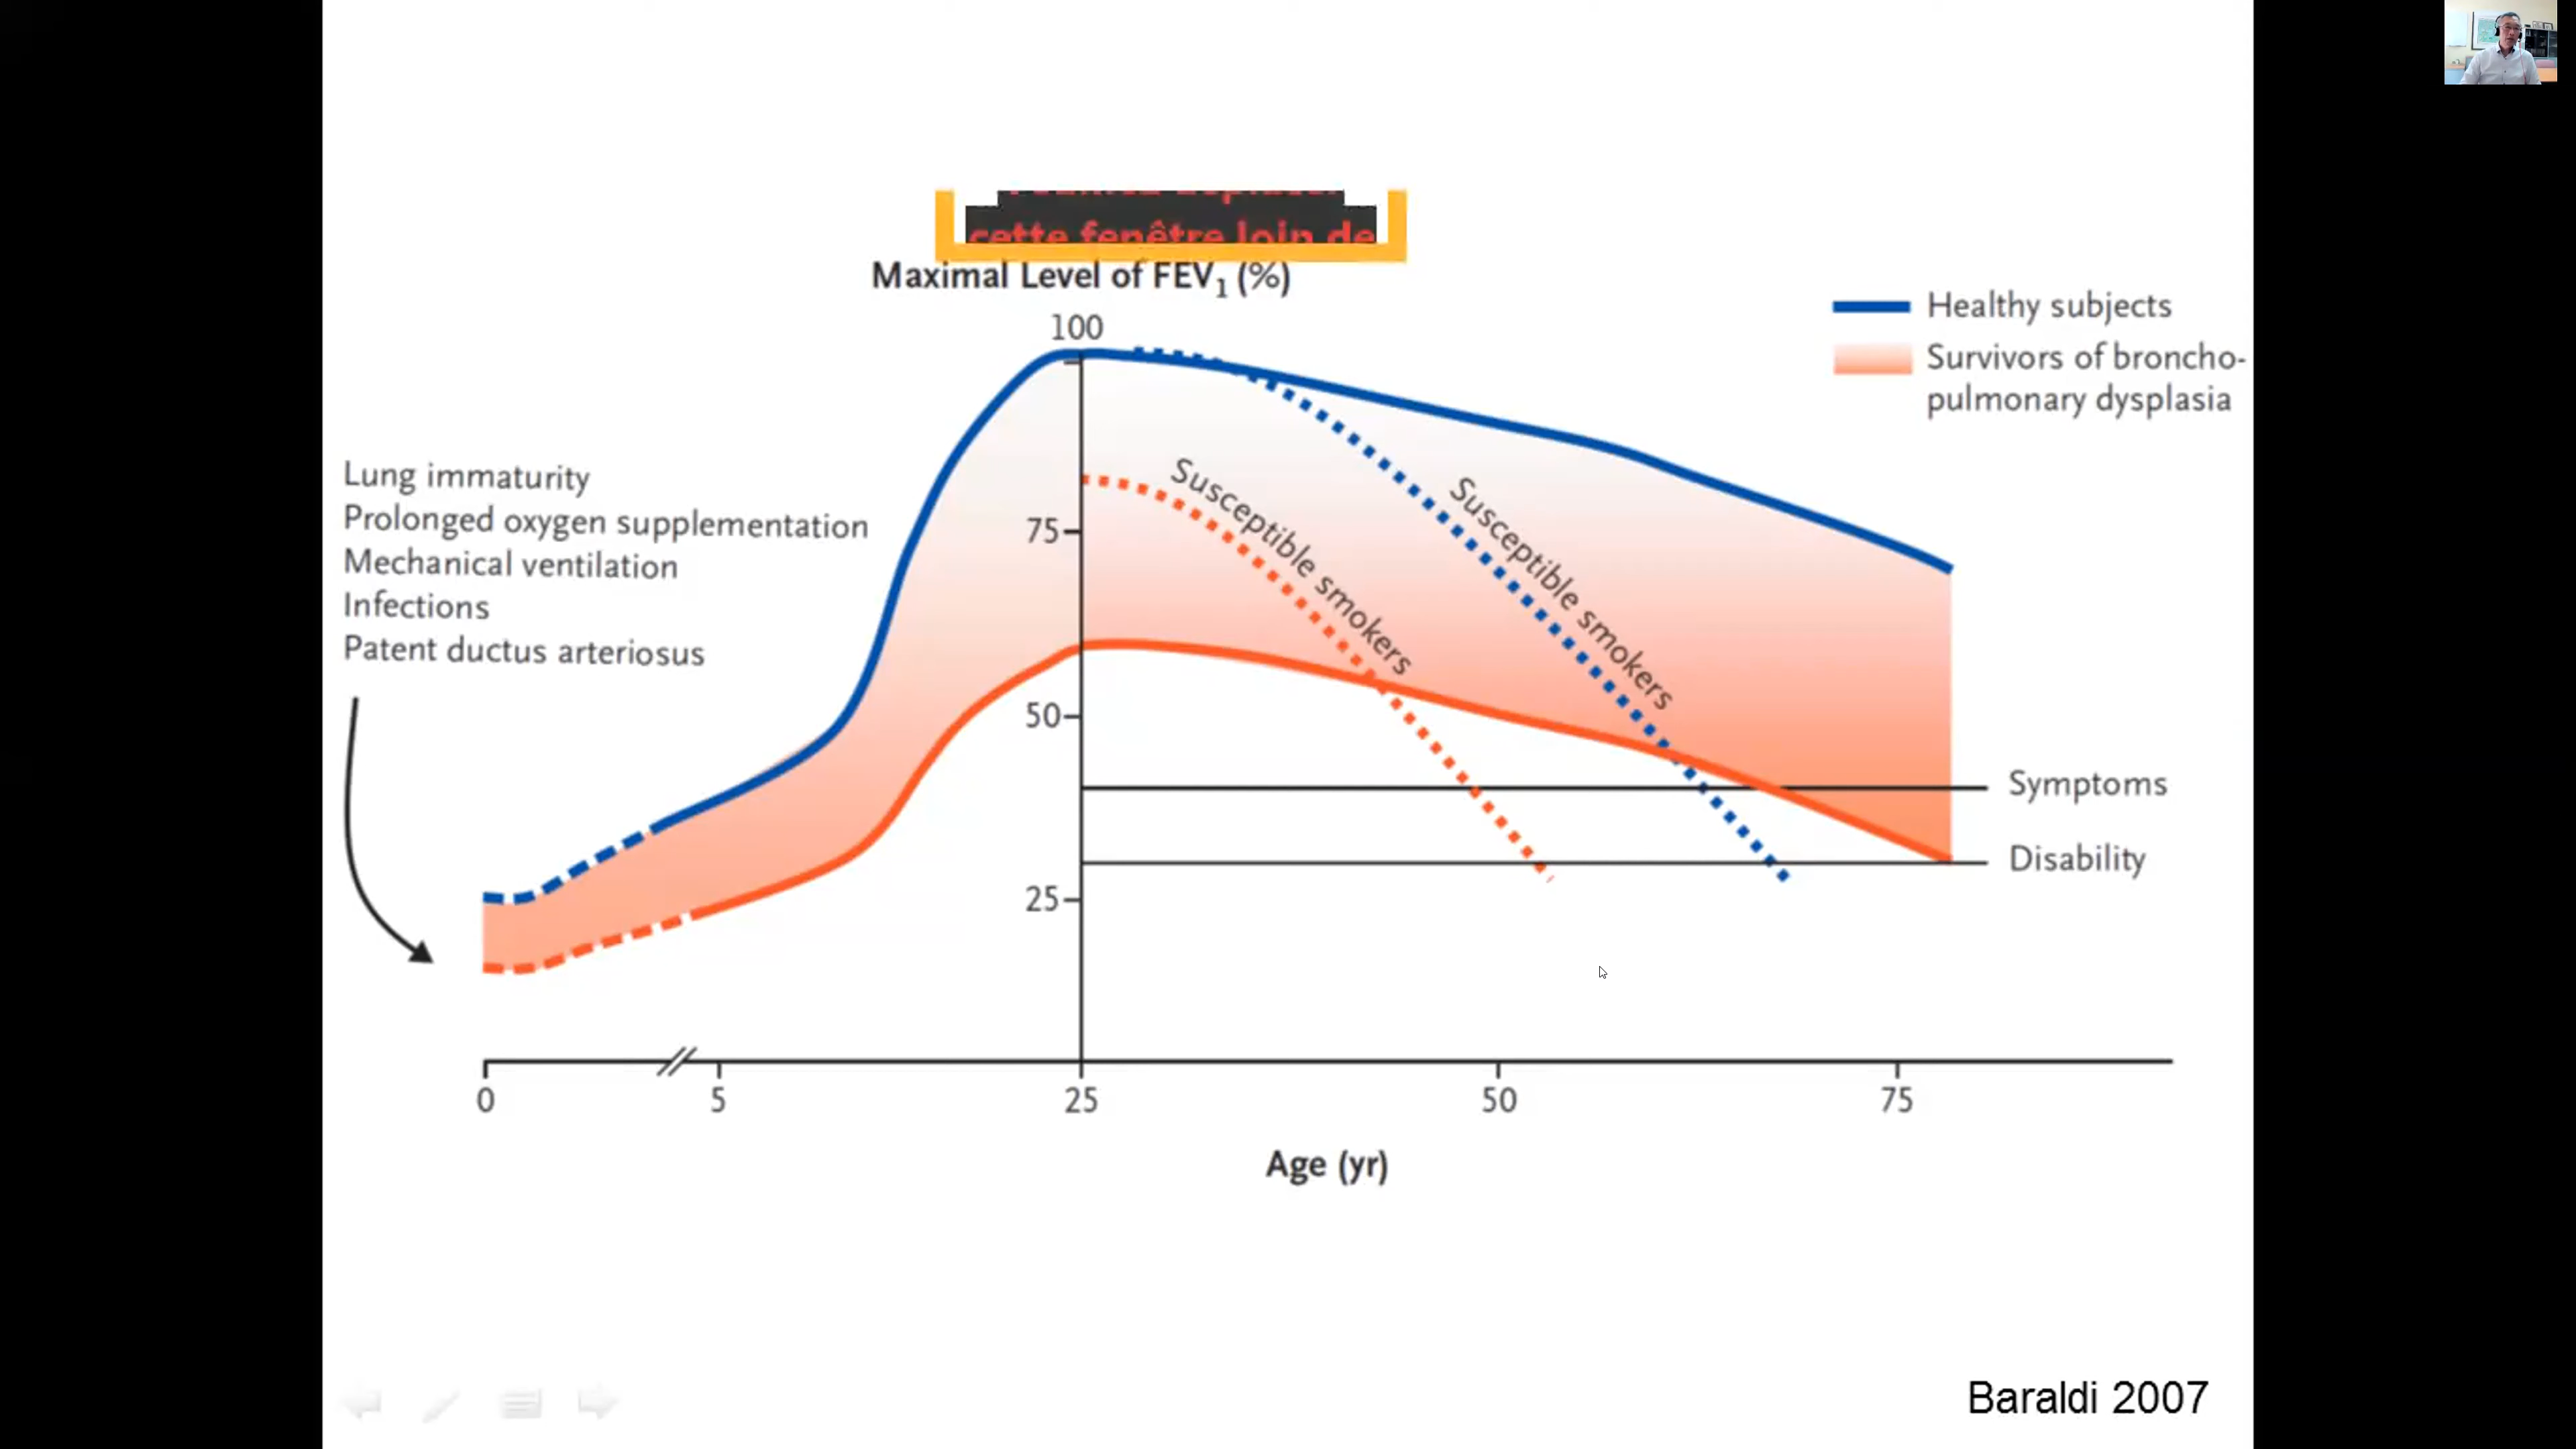 cette fenêtre loin de
Maximal Level of FEV1 (%)
100
75
50
25
Healthy subjects
Survivors of broncho-
pulmonary dysplasia
Lung immaturity
Prolonged oxygen supplementation
Mechanical ventilation
Infections
Patent ductus arteriosus
Susceptible smokers
Susceptible smokers
Symptoms
Disability
0 5 25 50 75
Age (yr)
Baraldi 2007